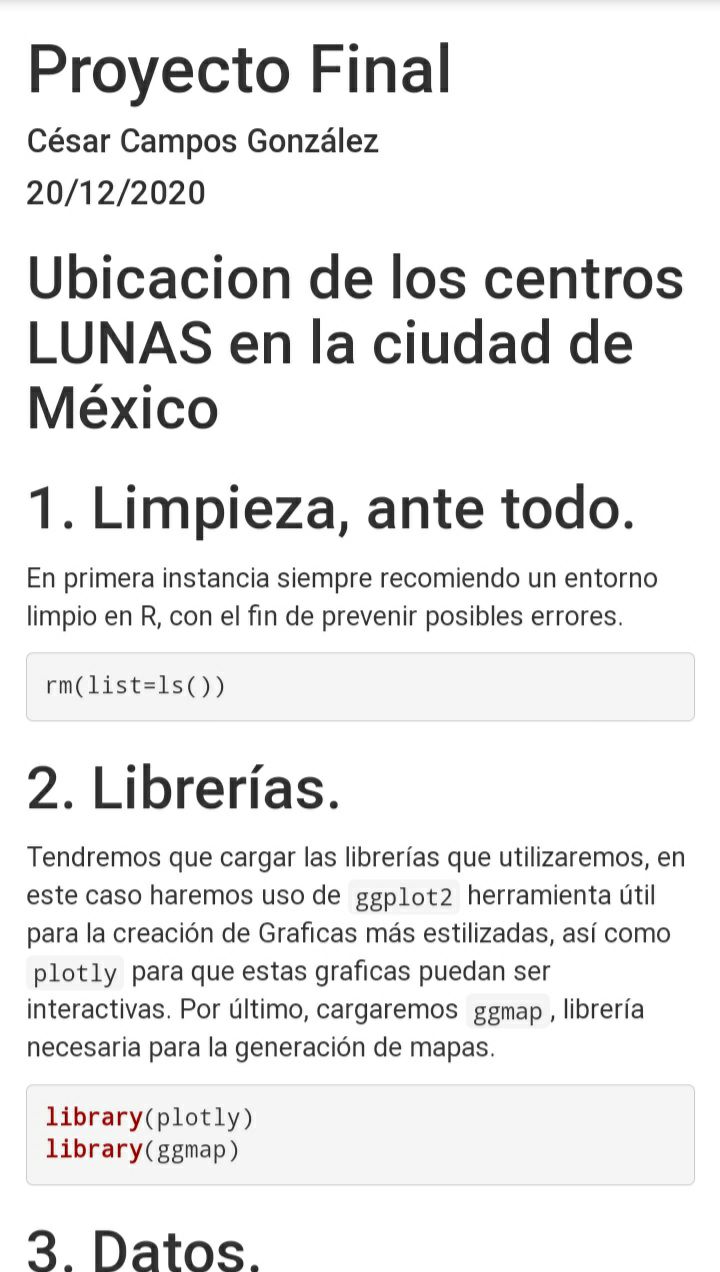 Proyecto Final
César Campos González
20/12/2020
Ubicacion de los centros
LUNAS en la ciudad de
México
1. Limpieza, ante todo.
En primera instancia siempre recomiendo un entorno
limpio en R, con el fin de prevenir posibles errores.
rm(list=ls())
2. Librerías.
Tendremos que cargar las librerías que utilizaremos, en
este caso haremos uso de ggplot2 herramienta útil
para la creación de Graficas más estilizadas, así como
plotly para que estas graficas puedan ser
interactivas. Por último, cargaremos ggmap , librería
necesaria para la generación de mapas.
library(plotly)
library(ggmap)
3. Datos.